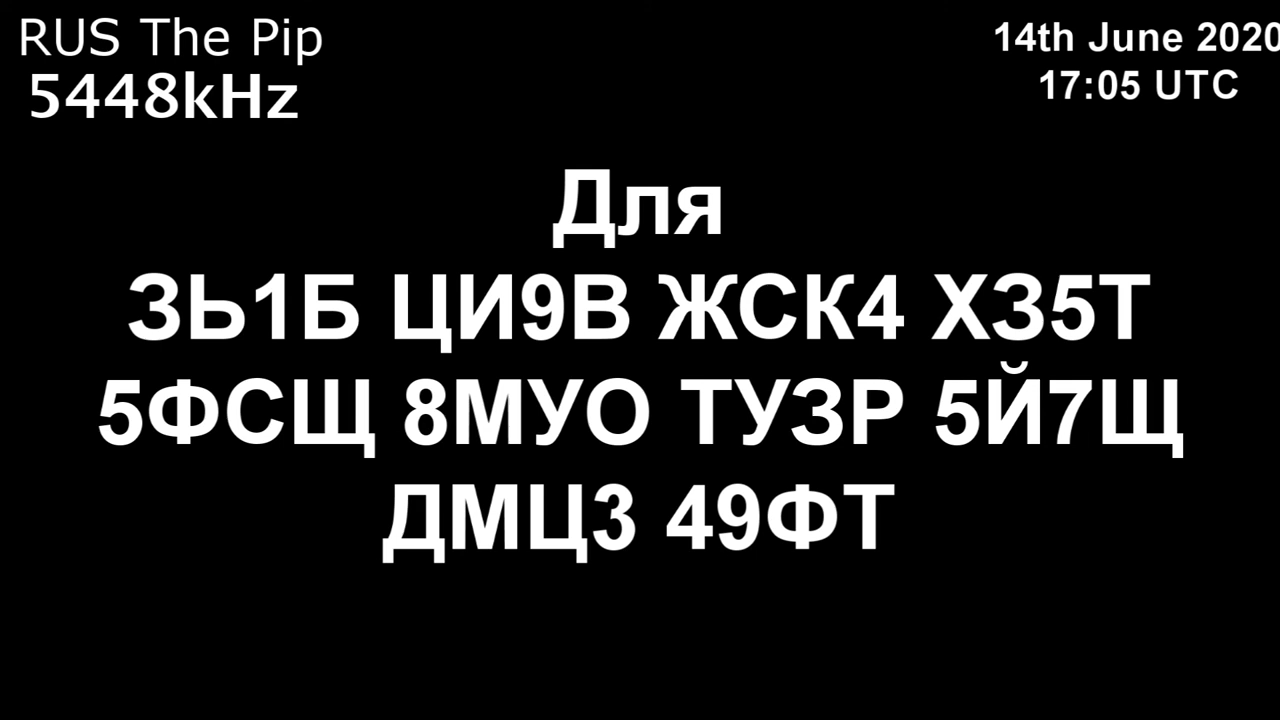 RUS The Pip
5448kHz
14th June 2020
17:05 UTC
Для
ЗЬ1Б ЦИ9В ЖСК4 ХЗ5Т
5ФСЩ 8МУО ТУЗР 5Й7Щ
ДМЦ3 49ФТ